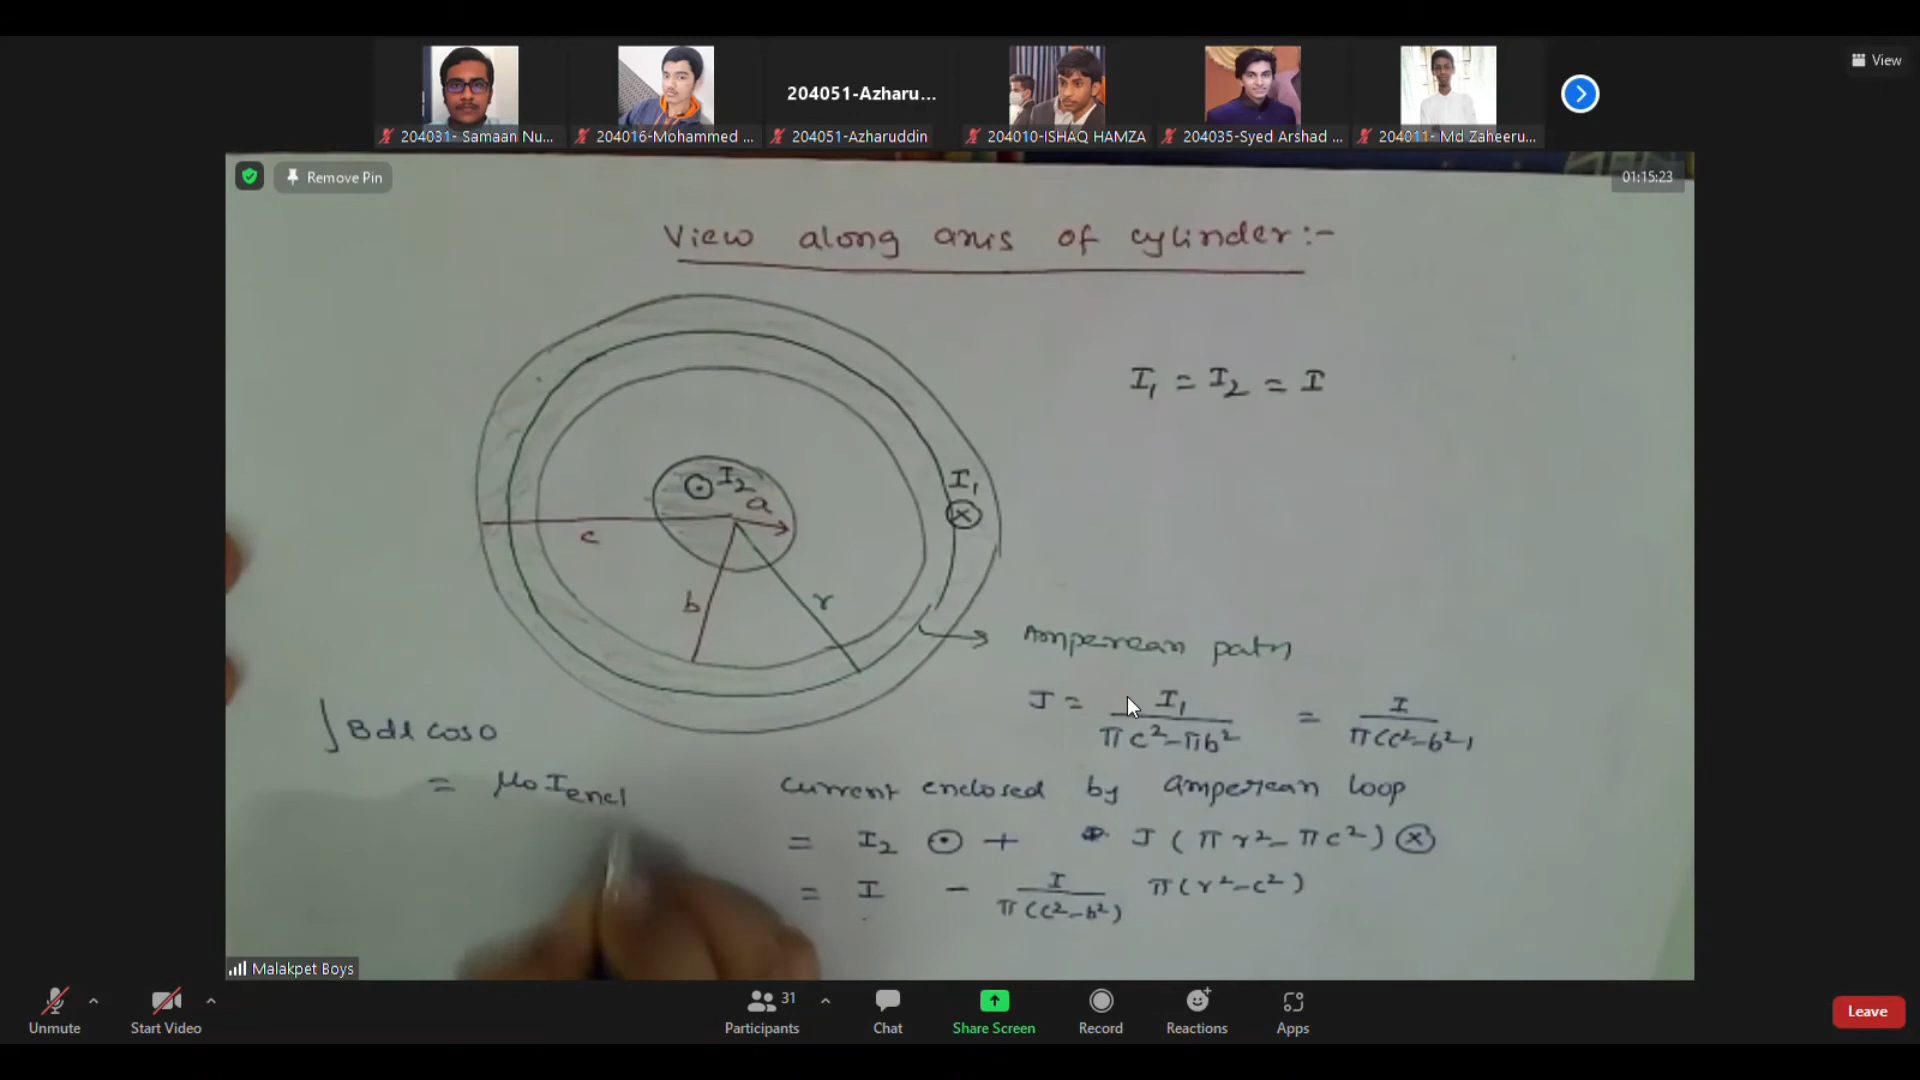 View
204031- Samaan Nu...
204016-Mohammed ...
204051-Azharu...
204051-Azharuddin
204010-ISHAQ HAMZA
204035-Syed Arshad ...
204011- Md Zaheeru...
Remove Pin
01:15:23
View along axis of cylinder:-
I₁ = I₂ = I
I₂
a
I₁
c
b
r
Amperean path
J = I₁/(πc²-πb²) = I/(π(c²-b²)
∫Bdl cos0
= μ₀Iencl
current enclosed by amperean loop
= I₂ ⊙ + J(πr²-πc²) ⊗
= I - I/(π(c²-b²)) π(r²-c²)
Malakpet Boys
Unmute
Start Video
31
Participants
Chat
Share Screen
Record
Reactions
Apps
Leave